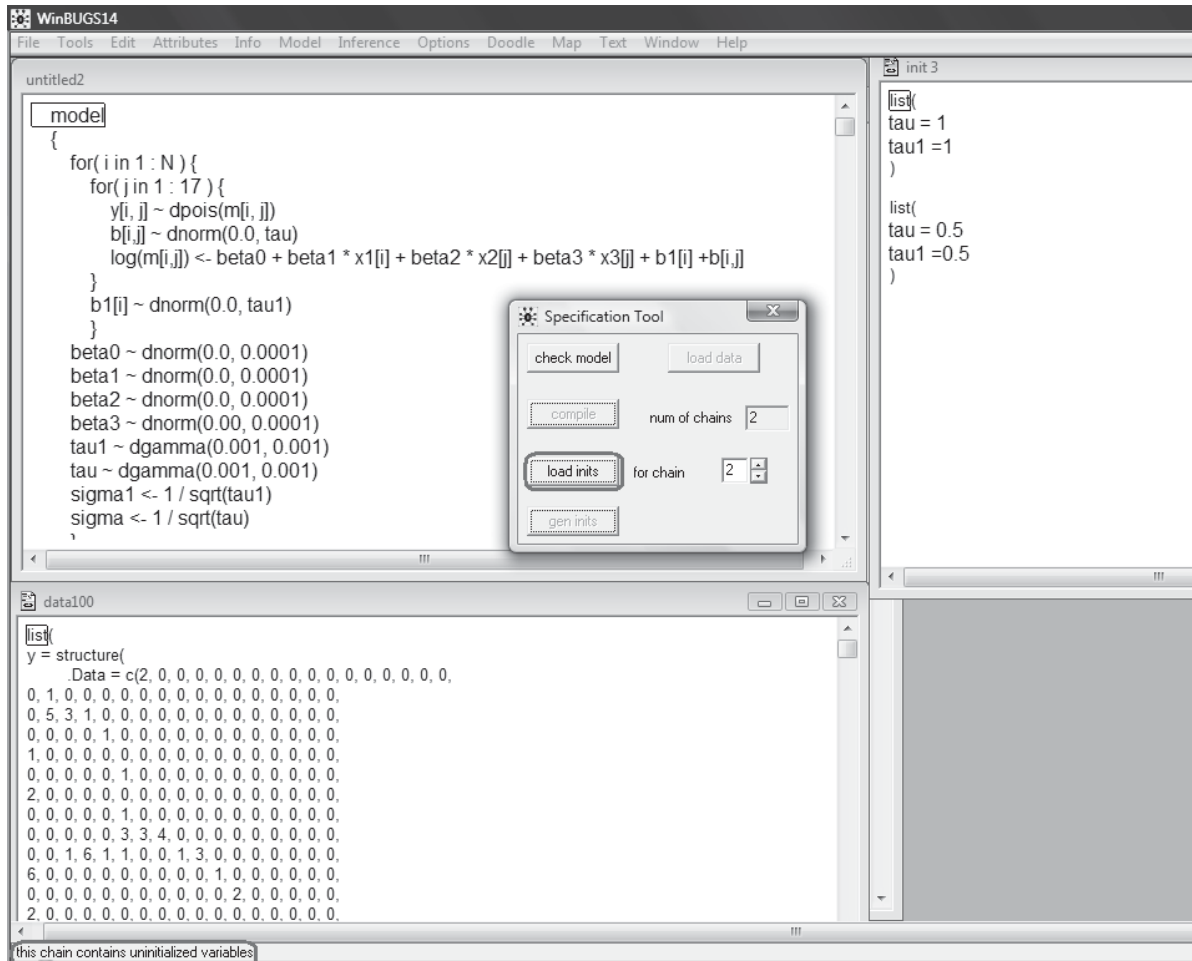 WinBUGS14
File Tools Edit Attributes Info Model Inference Options Doodle Map Text Window Help
untitled2
model
{
for( i in 1 : N ) {
for( j in 1 : 17 ) {
y[i, j] ~ dpois(m[i, j])
b[i,j] ~ dnorm(0.0, tau)
log(m[i,j]) <- beta0 + beta1 * x1[i] + beta2 * x2[j] + beta3 * x3[j] + b1[i] +b[i,j]
}
b1[i] ~ dnorm(0.0, tau1)
}
beta0 ~ dnorm(0.0, 0.0001)
beta1 ~ dnorm(0.0, 0.0001)
beta2 ~ dnorm(0.0, 0.0001)
beta3 ~ dnorm(0.00, 0.0001)
tau1 ~ dgamma(0.001, 0.001)
tau ~ dgamma(0.001, 0.001)
sigma1 <- 1 / sqrt(tau1)
sigma <- 1 / sqrt(tau)
}
Specification Tool
check model
load data
compile
num of chains 2
load inits
for chain 2
gen inits
init 3
list(
tau = 1
tau1 =1
)
list(
tau = 0.5
tau1 =0.5
)
data100
list(
y = structure(
.Data = c(2, 0, 0, 0, 0, 0, 0, 0, 0, 0, 0, 0, 0, 0, 0, 0, 0,
0, 1, 0, 0, 0, 0, 0, 0, 0, 0, 0, 0, 0, 0, 0, 0, 0,
0, 5, 3, 1, 0, 0, 0, 0, 0, 0, 0, 0, 0, 0, 0, 0, 0,
0, 0, 0, 0, 1, 0, 0, 0, 0, 0, 0, 0, 0, 0, 0, 0, 0,
1, 0, 0, 0, 0, 0, 0, 0, 0, 0, 0, 0, 0, 0, 0, 0, 0,
0, 0, 0, 0, 0, 1, 0, 0, 0, 0, 0, 0, 0, 0, 0, 0, 0,
2, 0, 0, 0, 0, 0, 0, 0, 0, 0, 0, 0, 0, 0, 0, 0, 0,
0, 0, 0, 0, 0, 1, 0, 0, 0, 0, 0, 0, 0, 0, 0, 0, 0,
0, 0, 0, 0, 0, 3, 3, 4, 0, 0, 0, 0, 0, 0, 0, 0, 0,
0, 0, 1, 6, 1, 1, 0, 0, 1, 3, 0, 0, 0, 0, 0, 0, 0,
6, 0, 0, 0, 0, 0, 0, 0, 0, 0, 1, 0, 0, 0, 0, 0, 0,
0, 0, 0, 0, 0, 0, 0, 0, 0, 0, 0, 2, 0, 0, 0, 0, 0,
2, 0, 0, 0, 0, 0, 0, 0, 0, 0, 0, 0, 0, 0, 0, 0, 0,
this chain contains uninitialized variables